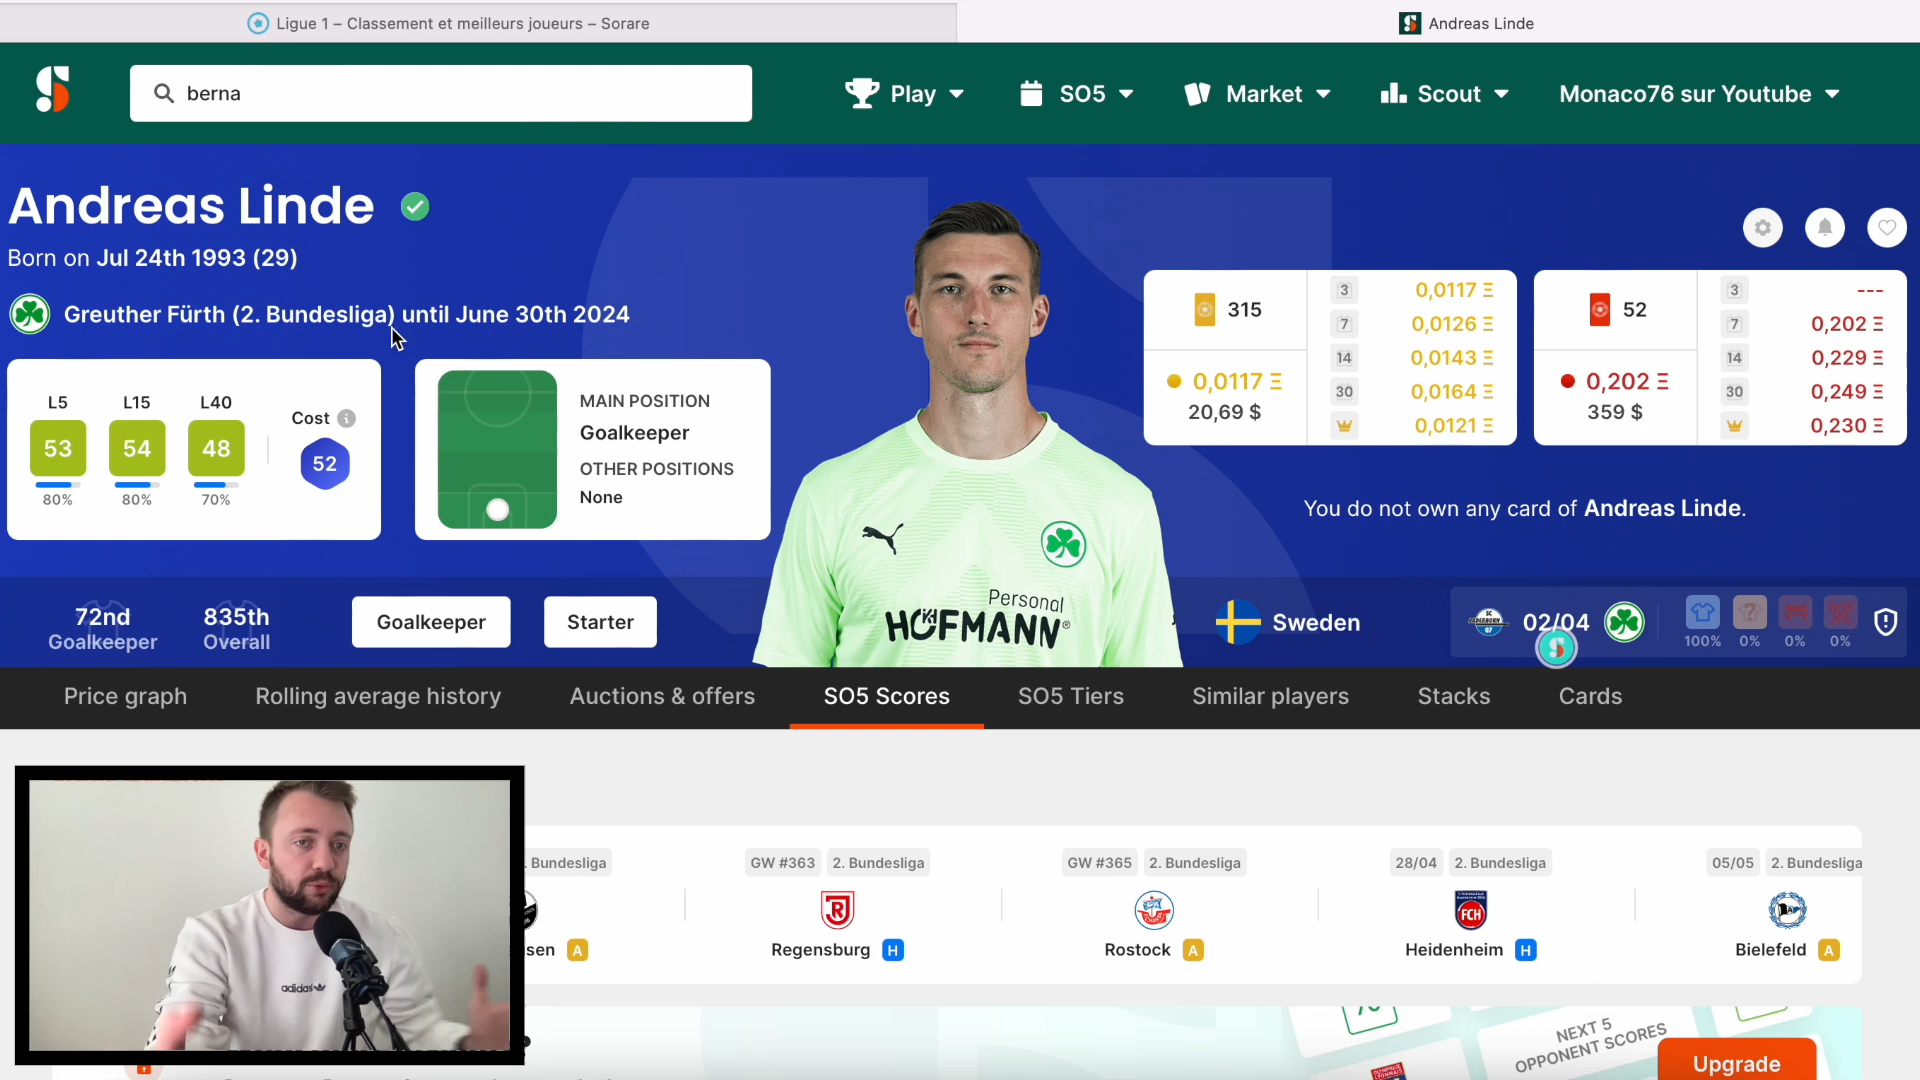 Ligue 1 – Classement et meilleurs joueurs – Sorare
Andreas Linde
berna
Play
SO5
Market
Scout
Monaco76 sur Youtube
Andreas Linde
Born on Jul 24th 1993 (29)
Greuther Fürth (2. Bundesliga) until June 30th 2024
L5 L15 L40
Cost
53 54 48
52
80% 80% 70%
MAIN POSITION
Goalkeeper
OTHER POSITIONS
None
315
0,0117 Ξ
20,69 $
3 0,0117 Ξ
7 0,0126 Ξ
14 0,0143 Ξ
30 0,0164 Ξ
0,0121 Ξ
52
0,202 Ξ
359 $
3 ---
7 0,202 Ξ
14 0,229 Ξ
30 0,249 Ξ
0,230 Ξ
You do not own any card of Andreas Linde.
Personal
HOFMANN
72nd
Goalkeeper
835th
Overall
Goalkeeper
Starter
Sweden
02/04
100% 0% 0% 0%
Price graph
Rolling average history
Auctions & offers
SO5 Scores
SO5 Tiers
Similar players
Stacks
Cards
Bundesliga
sen A
GW #363 2. Bundesliga
Regensburg H
GW #365 2. Bundesliga
Rostock A
28/04 2. Bundesliga
FCH
Heidenheim H
05/05 2. Bundesliga
Bielefeld A
adidas
NEXT 5
OPPONENT SCORES
Upgrade